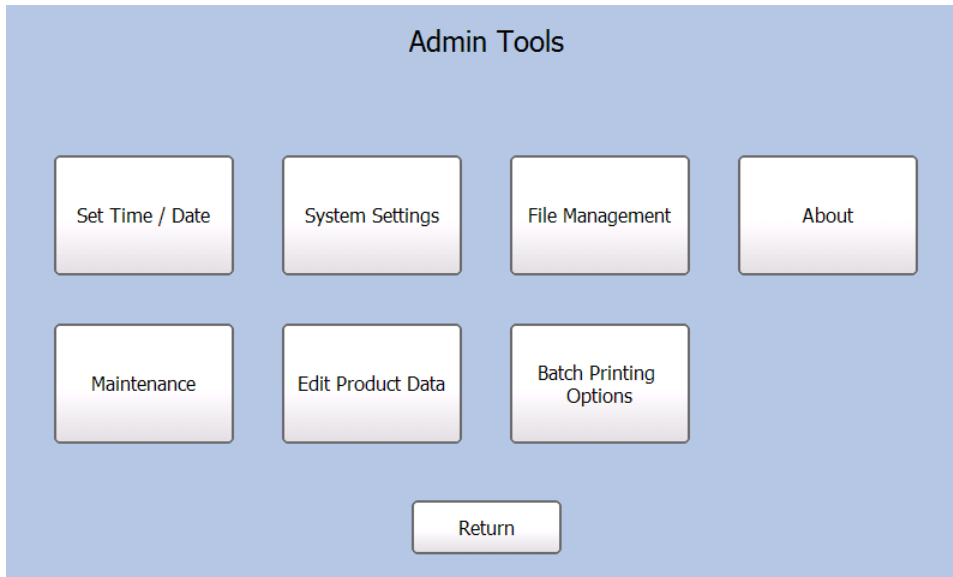 Admin Tools
Set Time / Date
System Settings
File Management
About
Maintenance
Edit Product Data
Batch Printing
Options
Return